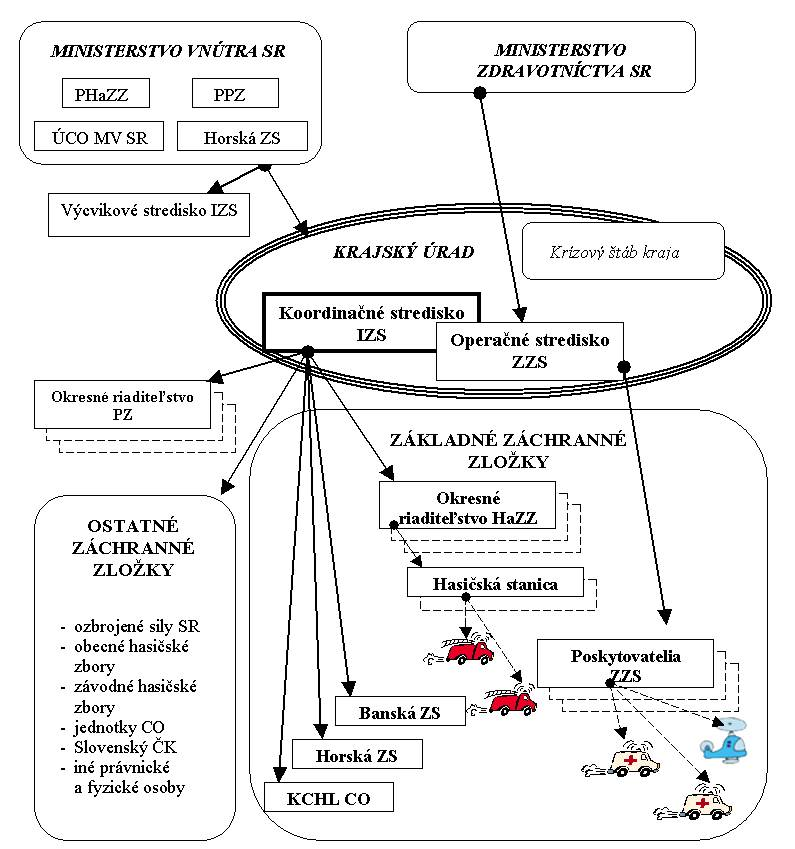 MINISTERSTVO VNÚTRA SR
PHaZZ
PPZ
ÚCO MV SR
Horská ZS
MINISTERSTVO
ZDRAVOTNÍCTVA SR
Výcvikové stredisko IZS
KRAJSKÝ ÚRAD
Krízový štáb kraja
Koordinačné stredisko
IZS
Operačné stredisko
ZZS
Okresné riaditeľstvo
PZ
ZÁKLADNÉ ZÁCHRANNÉ
ZLOŽKY
Okresné
riaditeľstvo HaZZ
Hasičská stanica
Poskytovatelia
ZZS
Banská ZS
Horská ZS
KCHL CO
OSTATNÉ
ZÁCHRANNÉ
ZLOŽKY
- ozbrojené sily SR
- obecné hasičské
zbory
- závodné hasičské
zbory
- jednotky CO
- Slovenský ČK
- iné právnické
a fyzické osoby